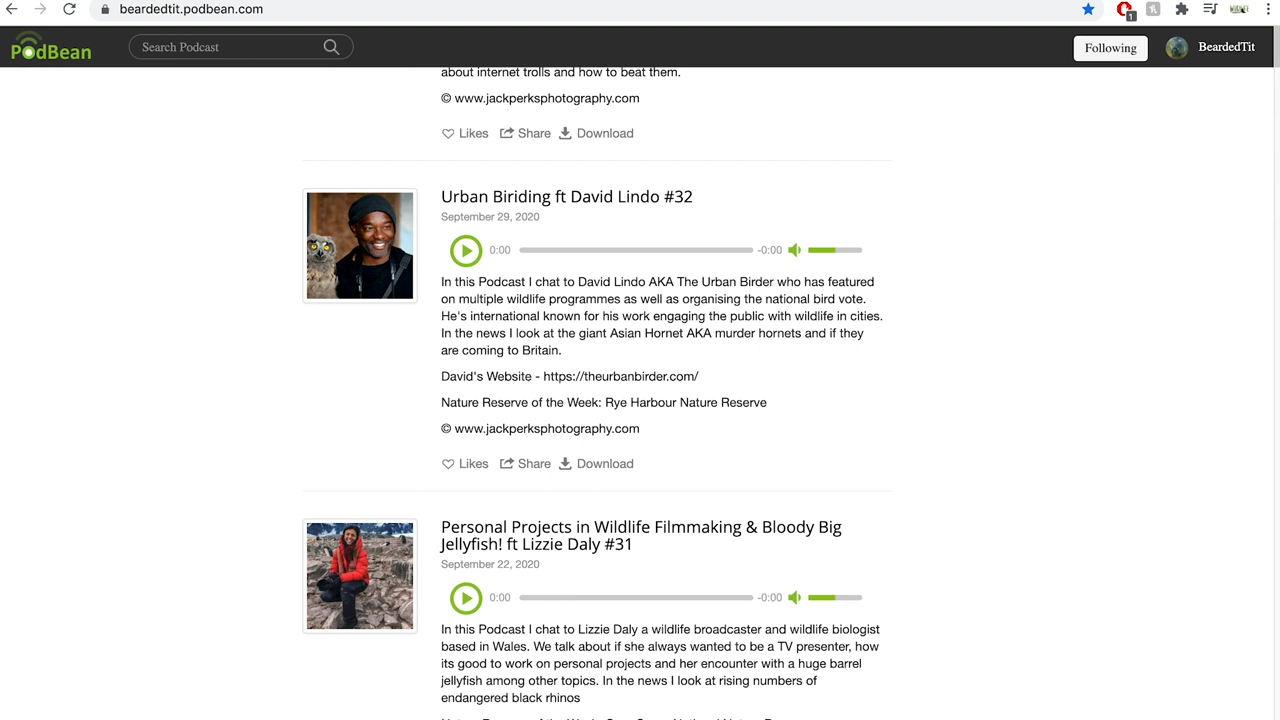 beardedtit.podbean.com
1
PodBean
Search Podcast
Following
BeardedTit
about internet trolls and how to beat them.
© www.jackperksphotography.com
Likes Share Download
Urban Biriding ft David Lindo #32
September 29, 2020
0:00 -0:00
In this Podcast I chat to David Lindo AKA The Urban Birder who has featured
on multiple wildlife programmes as well as organising the national bird vote.
He's international known for his work engaging the public with wildlife in cities.
In the news I look at the giant Asian Hornet AKA murder hornets and if they
are coming to Britain.
David's Website - https://theurbanbirder.com/
Nature Reserve of the Week: Rye Harbour Nature Reserve
© www.jackperksphotography.com
Likes Share Download
Personal Projects in Wildlife Filmmaking & Bloody Big
Jellyfish! ft Lizzie Daly #31
September 22, 2020
0:00 -0:00
In this Podcast I chat to Lizzie Daly a wildlife broadcaster and wildlife biologist
based in Wales. We talk about if she always wanted to be a TV presenter, how
its good to work on personal projects and her encounter with a huge barrel
jellyfish among other topics. In the news I look at rising numbers of
endangered black rhinos